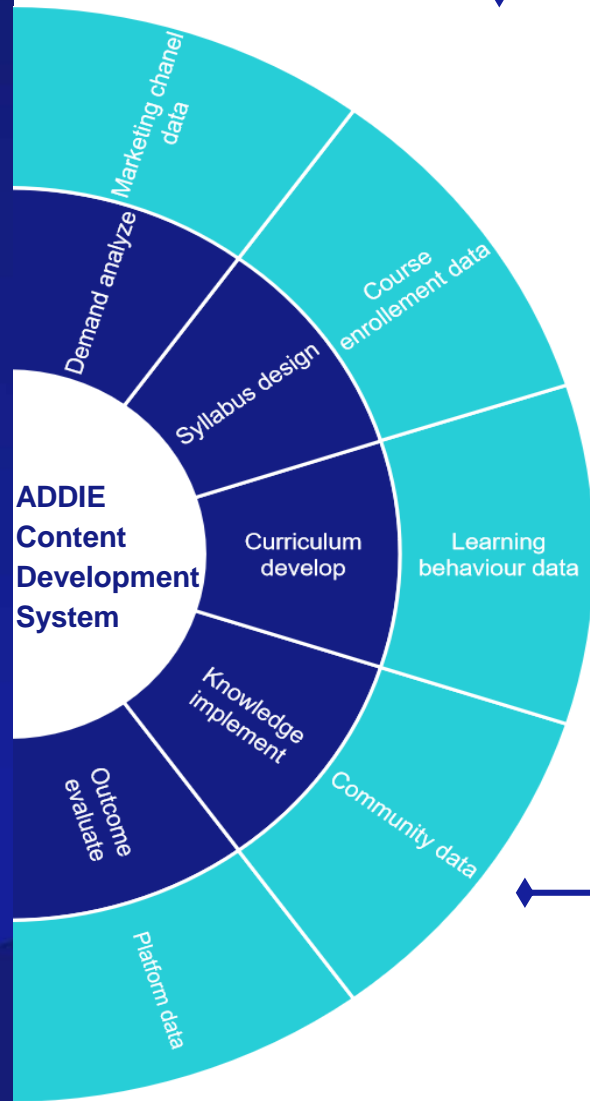 Marketing chanel
data
Course
enrollement data
Learning
behaviour data
Community data
Platform data
Demand analyze
Syllabus design
Curriculum
develop
Knowledge
implement
Outcome
evaluate
ADDIE
Content
Development
System